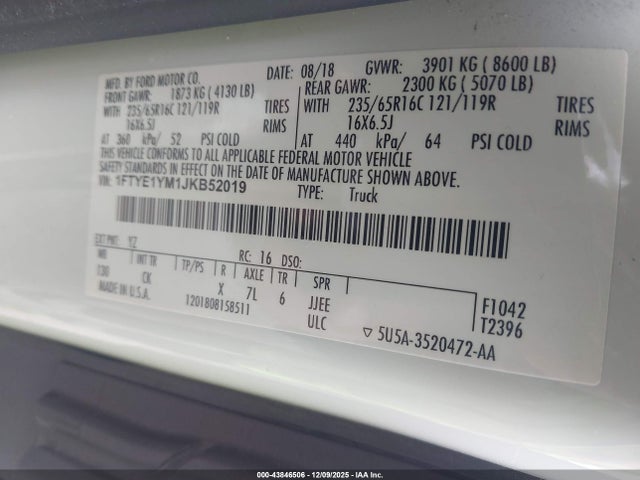 MFD. BY FORD MOTOR CO. DATE: 08/18 GVWR: 3901 KG ( 8600 LB)
FRONT GAWR: 1873 KG ( 4130 LB) REAR GAWR: 2300 KG ( 5070 LB)
WITH 235/65R16C 121/119R TIRES WITH 235/65R16C 121/119R TIRES
16X6.5J RIMS 16X6.5J RIMS
AT 360 kPa/ 52 PSI COLD AT 440 kPa/ 64 PSI COLD
THIS VEHICLE CONFORMS TO ALL APPLICABLE FEDERAL MOTOR VEHICLE
SAFETY STANDARDS IN EFFECT ON THE DATE OF MANUFACTURE SHOWN ABOVE.
VIN: 1FTYE1YM1JKB52019 TYPE: Truck
EXT PNT: YZ RC: 16 DSO:
WB INT TR TP/PS R AXLE TR SPR
130 CK X 7L 6 JJEE F1042
MADE IN U.S.A. 1201808158511 ULC T2396
▽ 5U5A-3520472-AA
00-43846506 - 12/09/2025 - IAA Inc.